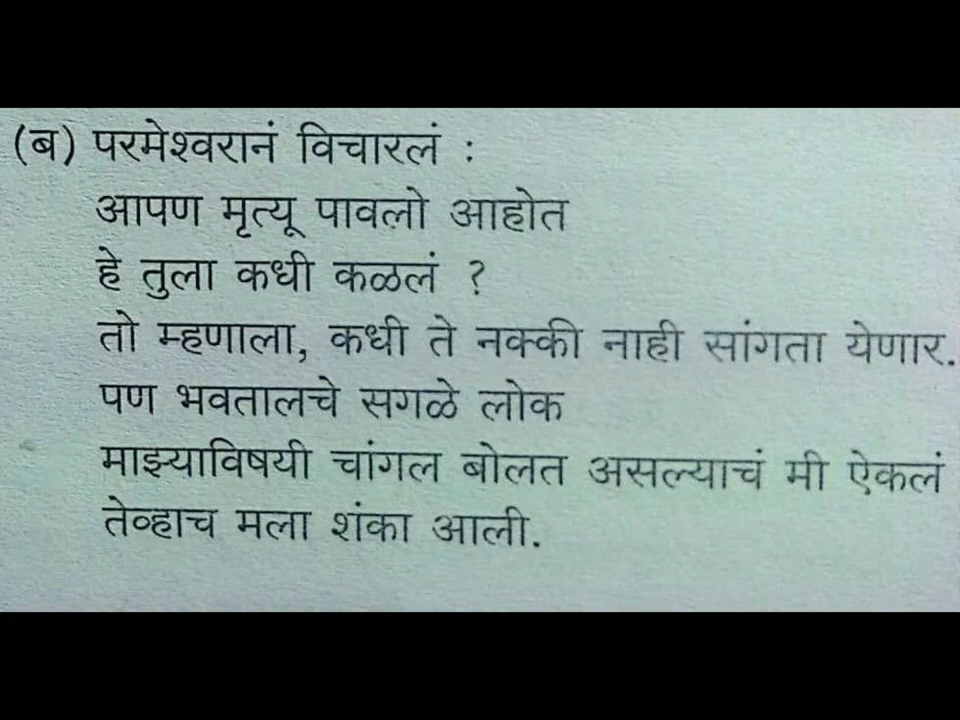 (ब) परमेश्वरानं विचारलं :
आपण मृत्यू पावलो आहोत
हे तुला कधी कळलं ?
तो म्हणाला, कधी ते नक्की नाही सांगता येणार.
पण भवतालचे सगळे लोक
माझ्याविषयी चांगल बोलत असल्याचं मी ऐकलं
तेव्हाच मला शंका आली.